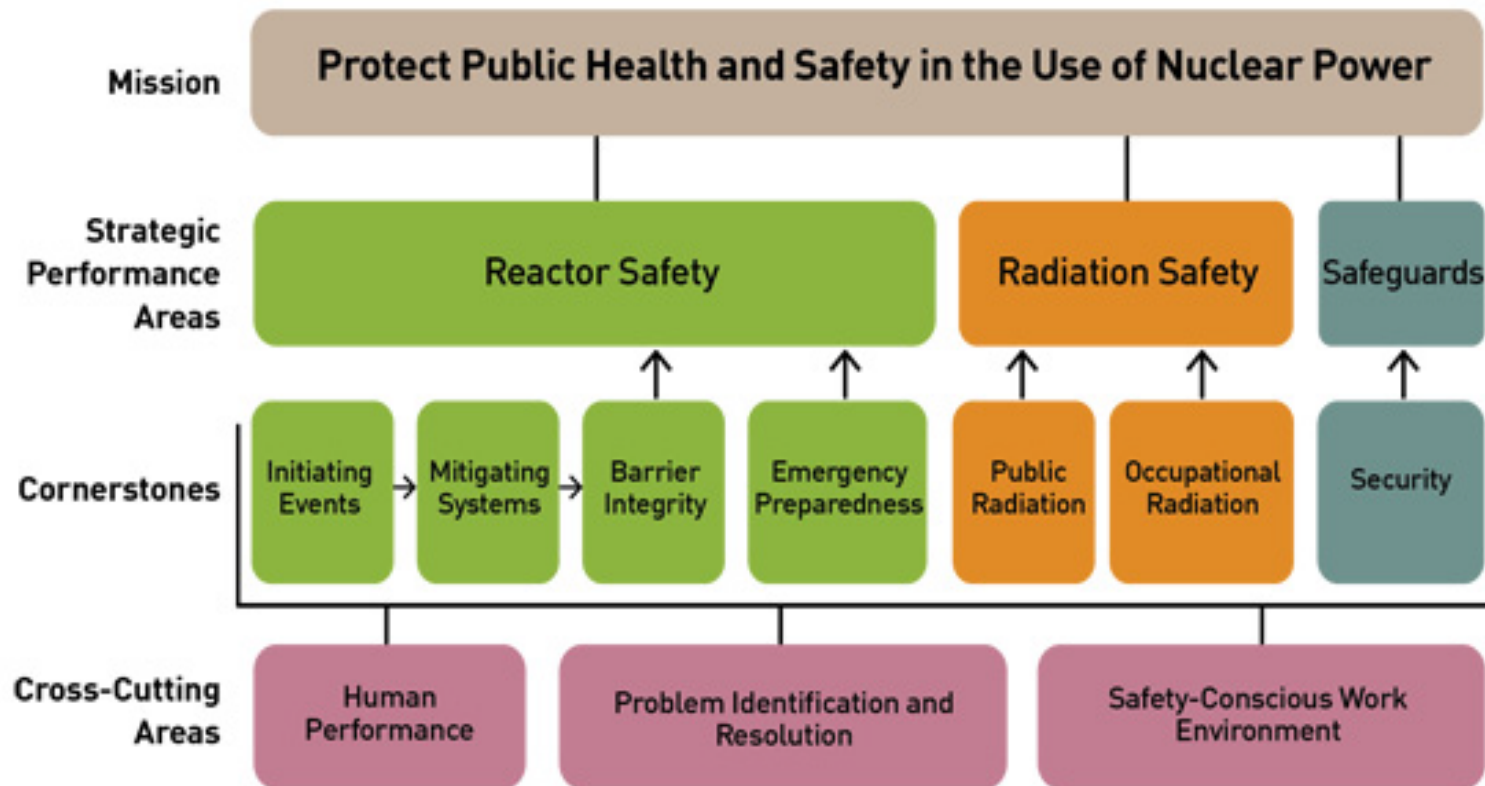 Mission
Protect Public Health and Safety in the Use of Nuclear Power
Strategic
Performance
Areas
Reactor Safety
Radiation Safety
Safeguards
Cornerstones
Initiating
Events
Mitigating
Systems
Barrier
Integrity
Emergency
Preparedness
Public
Radiation
Occupational
Radiation
Security
Cross-Cutting
Areas
Human
Performance
Problem Identification and
Resolution
Safety-Conscious Work
Environment